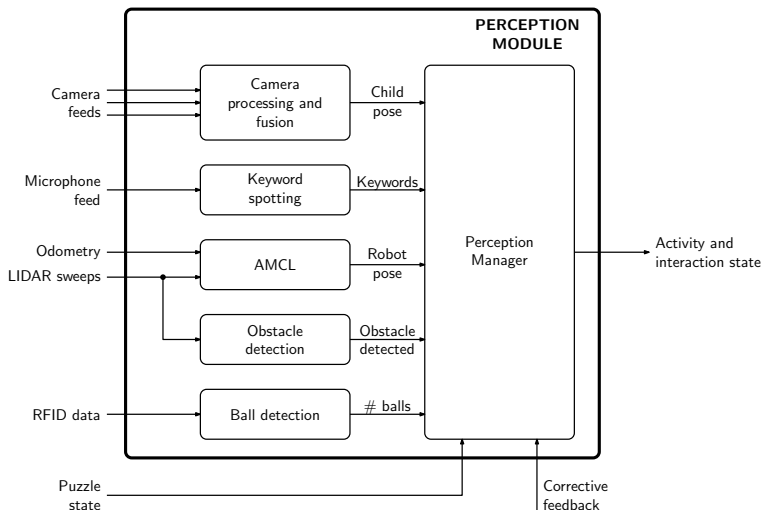 PERCEPTION
MODULE
Camera
feeds
Camera
processing and
fusion
Child
pose
Microphone
feed
Keyword
spotting
Keywords
Odometry
LIDAR sweeps
AMCL
Robot
pose
Perception
Manager
Activity and
interaction state
Obstacle
detection
Obstacle
detected
RFID data
Ball detection
# balls
Puzzle
state
Corrective
feedback